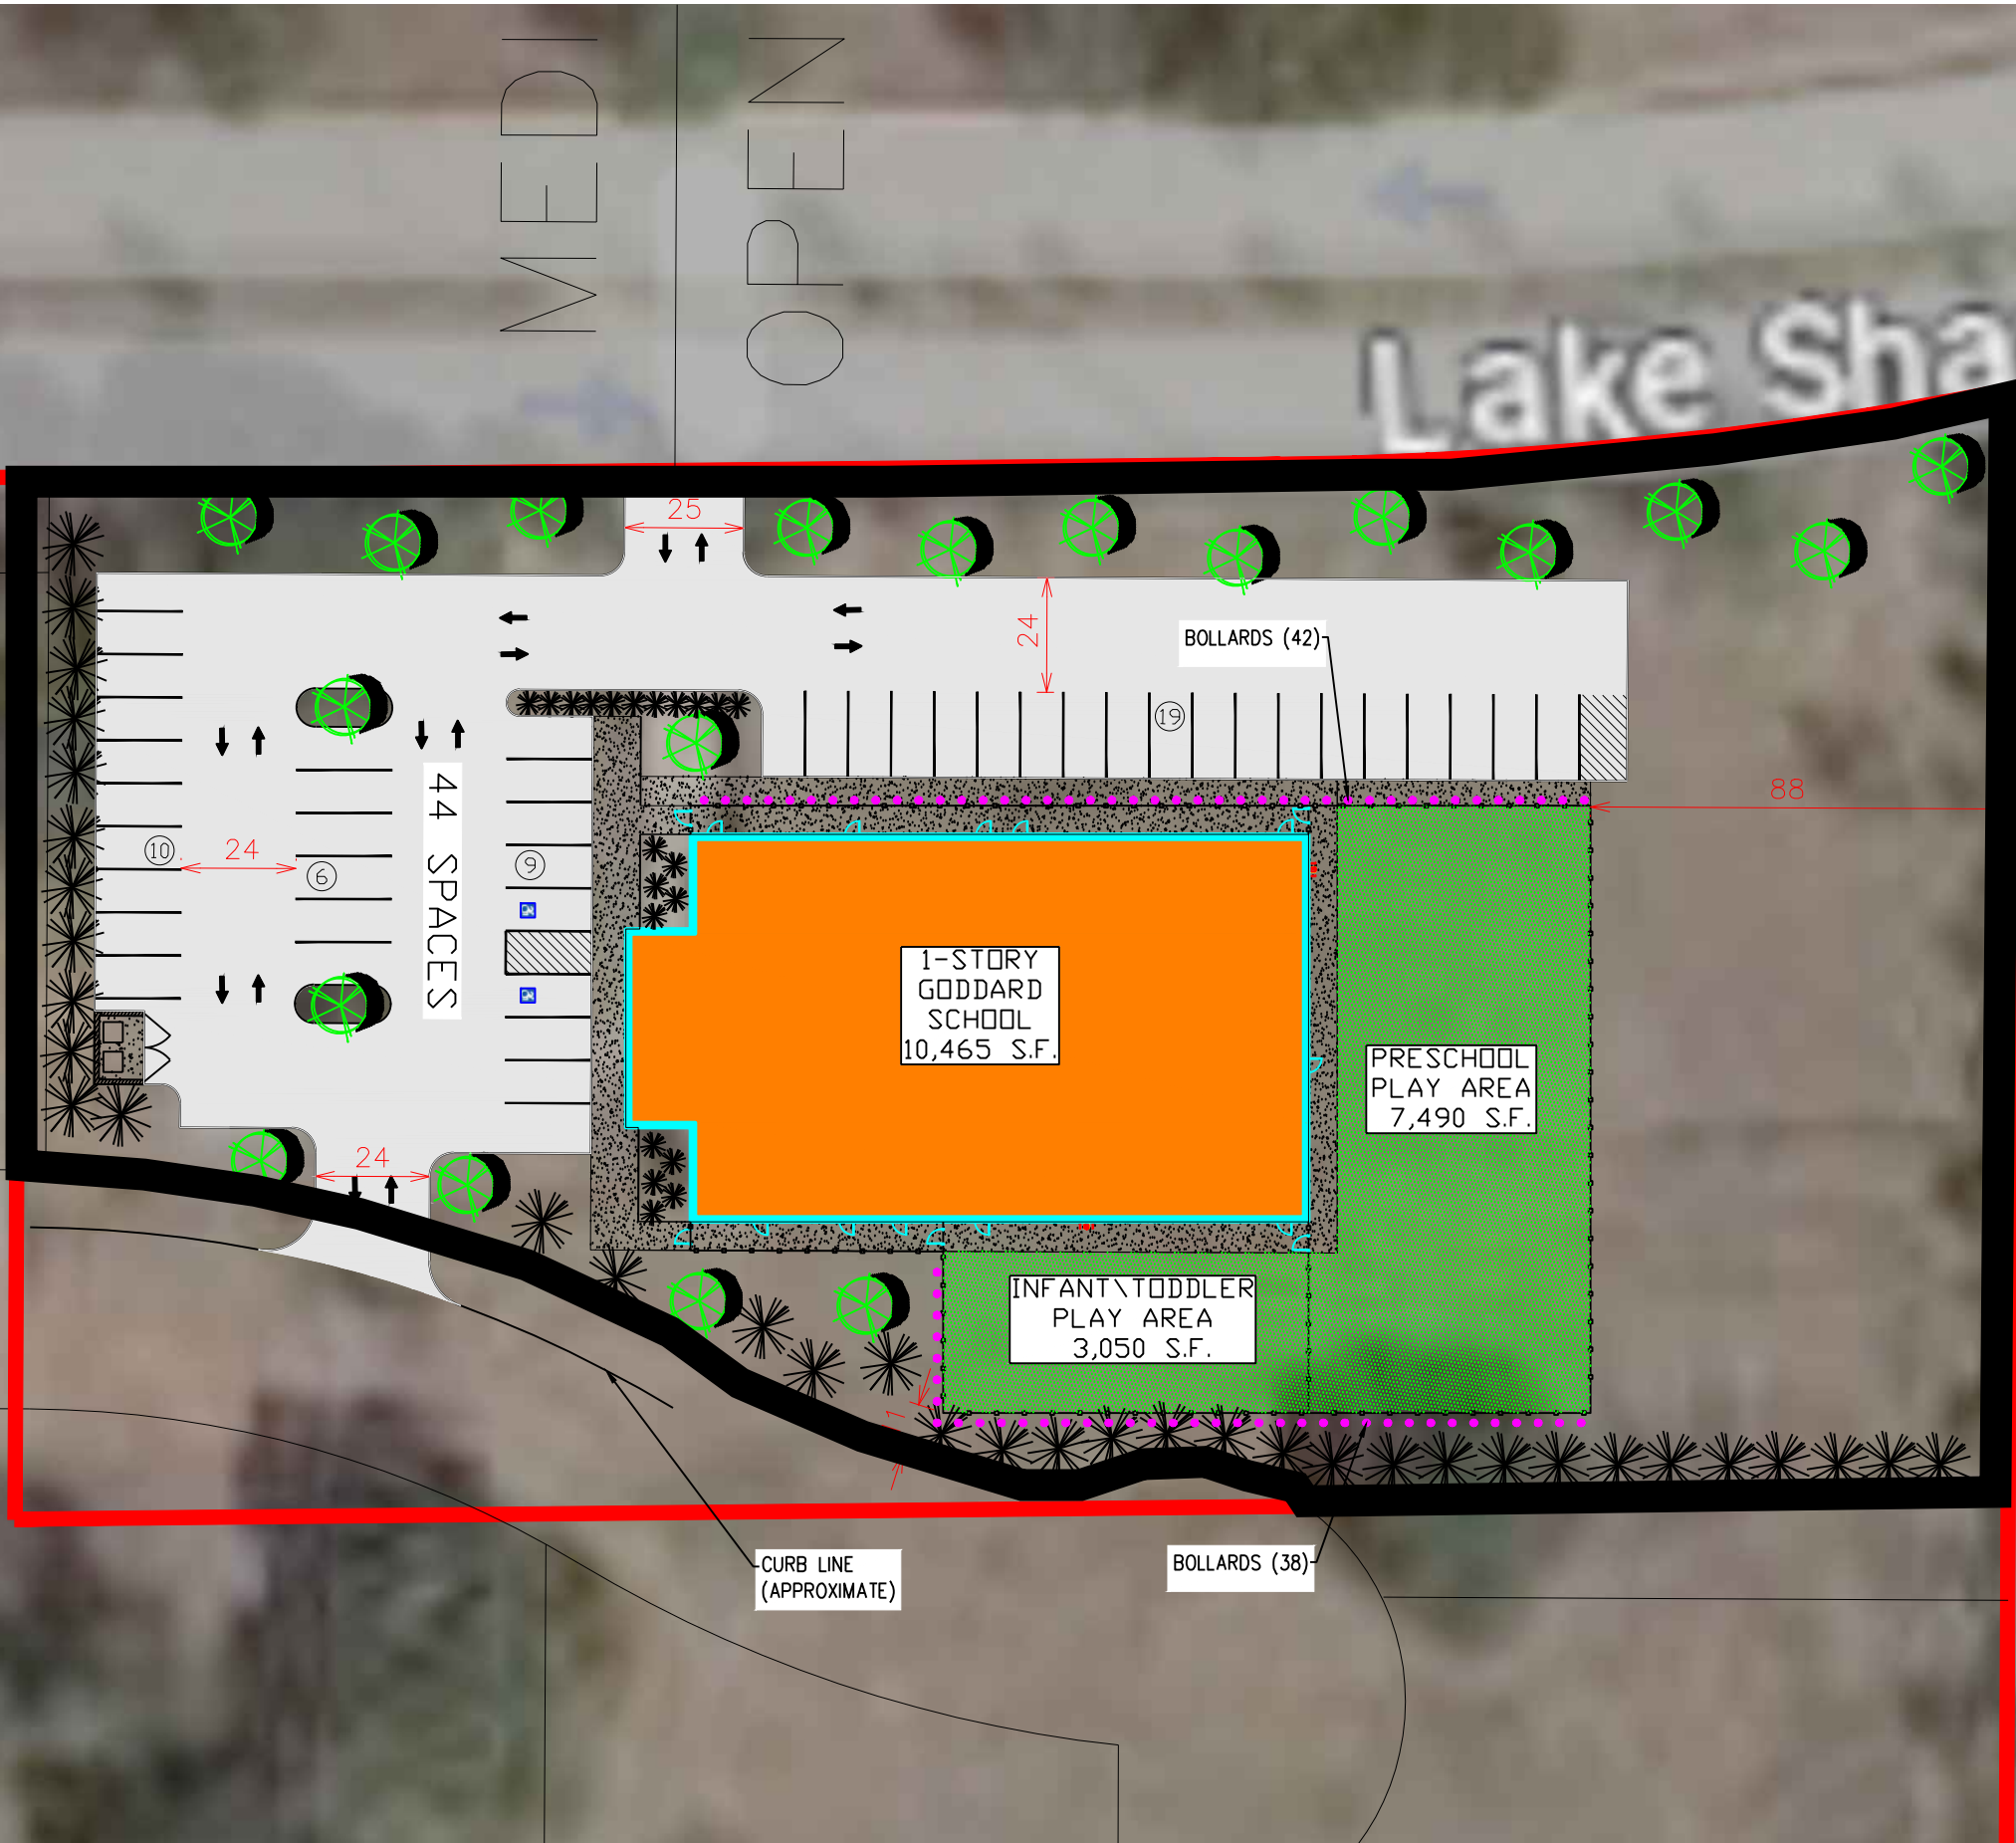 MEDI
OPEN
Lake Sha
25
24
BOLLARDS (42)
19
88
44 SPACES
10
24
6
9
1-STORY
GODDARD
SCHOOL
10,465 S.F.
PRESCHOOL
PLAY AREA
7,490 S.F.
24
INFANT\TODDLER
PLAY AREA
3,050 S.F.
CURB LINE
(APPROXIMATE)
BOLLARDS (38)